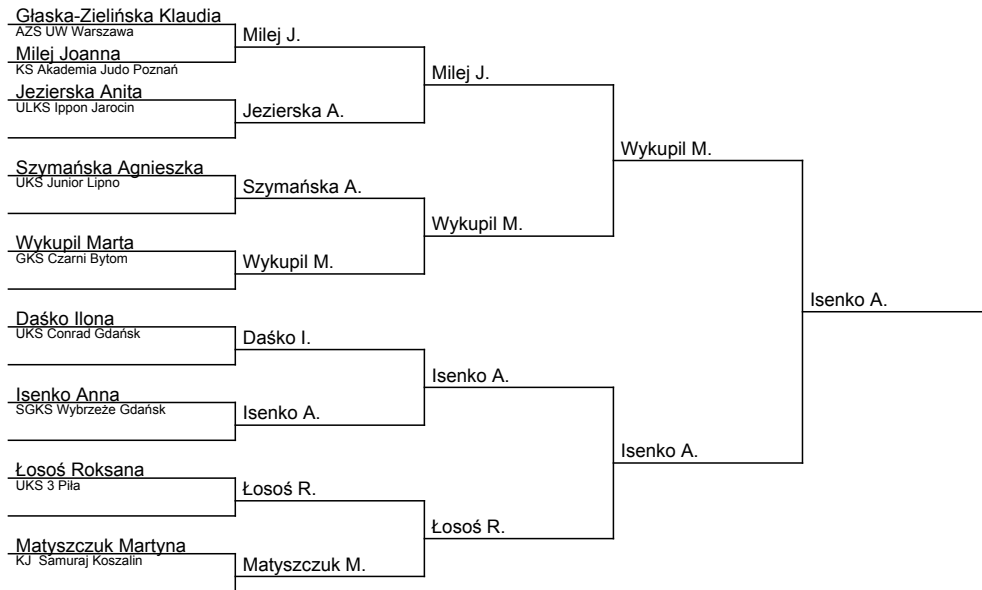 Głaska-Zielińska Klaudia
AZS UW Warszawa
Milej J.
Milej Joanna
KS Akademia Judo Poznań
Milej J.
Jezierska Anita
ULKS Ippon Jarocin
Jezierska A.
Wykupil M.
Szymańska Agnieszka
UKS Junior Lipno
Szymańska A.
Wykupil M.
Wykupil Marta
GKS Czarni Bytom
Wykupil M.
Isenko A.
Daśko Ilona
UKS Conrad Gdańsk
Daśko I.
Isenko A.
Isenko Anna
SGKS Wybrzeże Gdańsk
Isenko A.
Isenko A.
Łosoś Roksana
UKS 3 Piła
Łosoś R.
Łosoś R.
Matyszczuk Martyna
KJ  Samuraj Koszalin
Matyszczuk M.